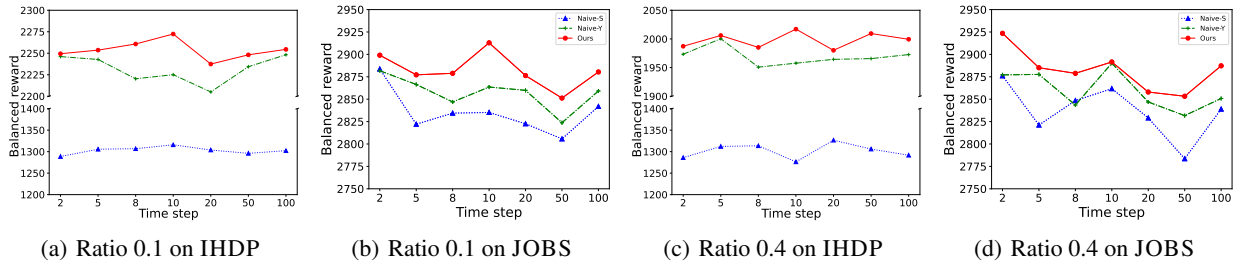 2300
2275
2250
2225
2200
1400
1350
1300
1250
1200
Balanced reward
2 5 8 10 20 50 100
Time step
(a) Ratio 0.1 on IHDP
2950
2925
2900
2875
2850
2825
2800
2775
2750
Balanced reward
Naive-S
Naive-Y
Ours
2 5 8 10 20 50 100
Time step
(b) Ratio 0.1 on JOBS
2050
2000
1950
1900
1400
1350
1300
1250
1200
Balanced reward
2 5 8 10 20 50 100
Time step
(c) Ratio 0.4 on IHDP
2950
2925
2900
2875
2850
2825
2800
2775
2750
Balanced reward
Naive-S
Naive-Y
Ours
2 5 8 10 20 50 100
Time step
(d) Ratio 0.4 on JOBS